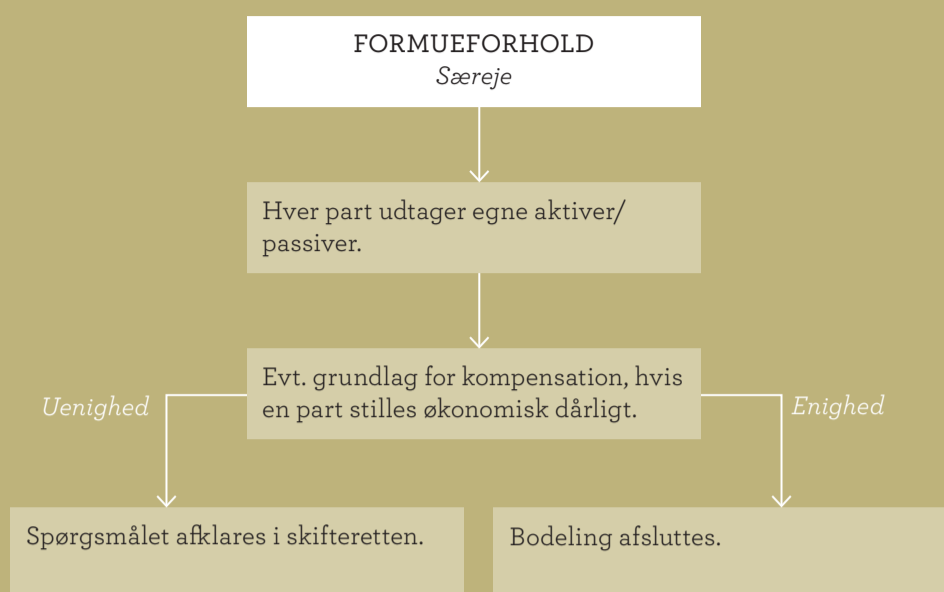 FORMUEFORHOLD
Særeje
Hver part udtager egne aktiver/
passiver.
Evt. grundlag for kompensation, hvis
en part stilles økonomisk dårligt.
Uenighed
Enighed
Spørgsmålet afklares i skifteretten.
Bodeling afsluttes.